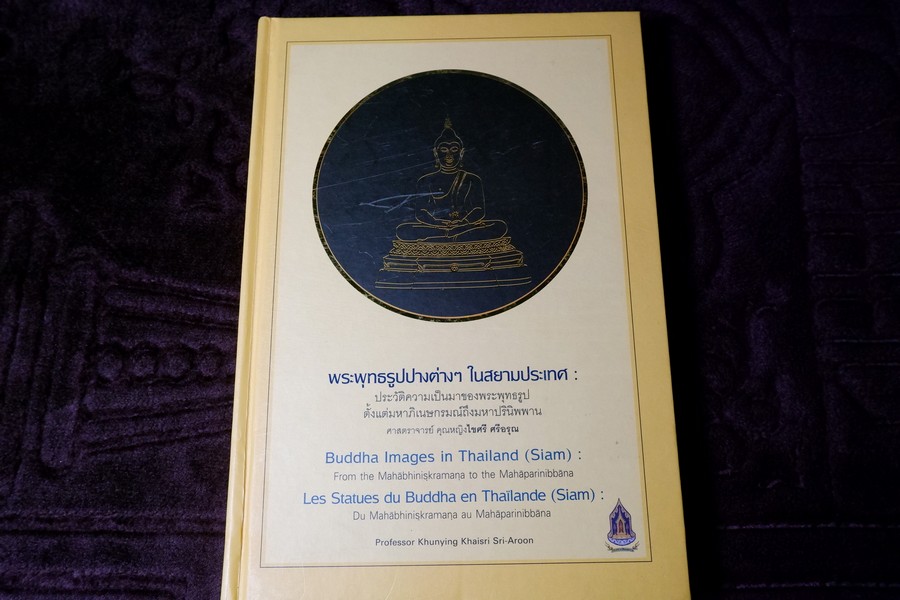 พระพุทธรูปปางต่างๆ ในสยามประเทศ :
ประวัติความเป็นมาของพระพุทธรูป
ตั้งแต่มหาภิเนษกรมณ์ถึงมหาปรินิพพาน
ศาสตราจารย์ คุณหญิงไขศรี ศรีอรุณ
Buddha Images in Thailand (Siam) :
From the Mahābhiniṣkramaṇa to the Mahāparinibbāna
Les Statues du Buddha en Thaïlande (Siam) :
Du Mahābhiniṣkramaṇa au Mahāparinibbāna
Professor Khunying Khaisri Sri-Aroon